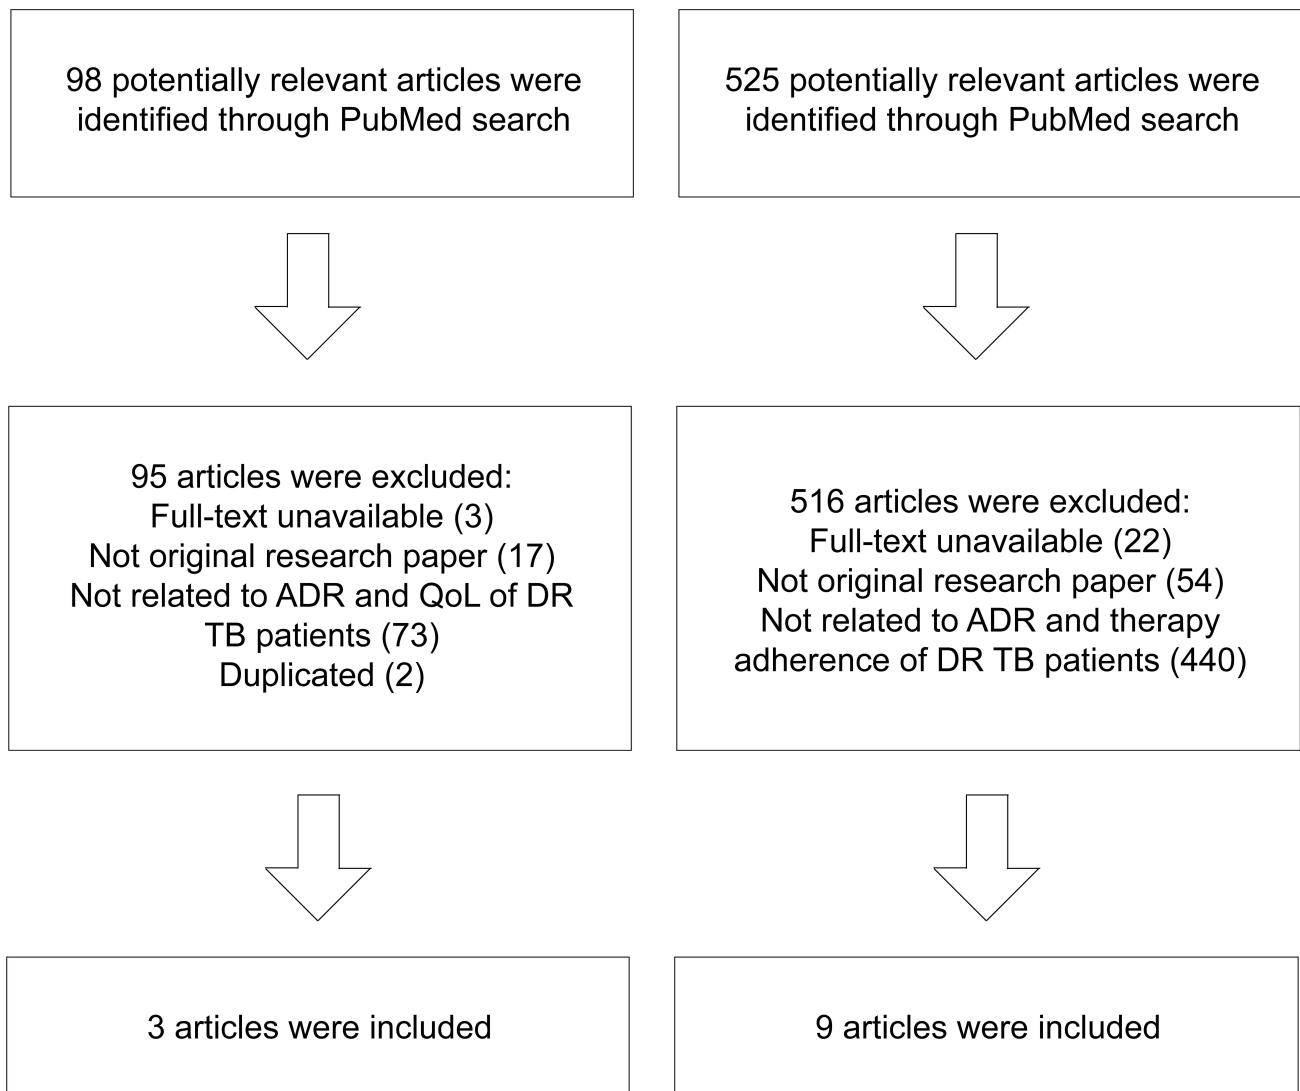 98 potentially relevant articles were
identified through PubMed search
525 potentially relevant articles were
identified through PubMed search
95 articles were excluded:
Full-text unavailable (3)
Not original research paper (17)
Not related to ADR and QoL of DR
TB patients (73)
Duplicated (2)
516 articles were excluded:
Full-text unavailable (22)
Not original research paper (54)
Not related to ADR and therapy
adherence of DR TB patients (440)
3 articles were included
9 articles were included